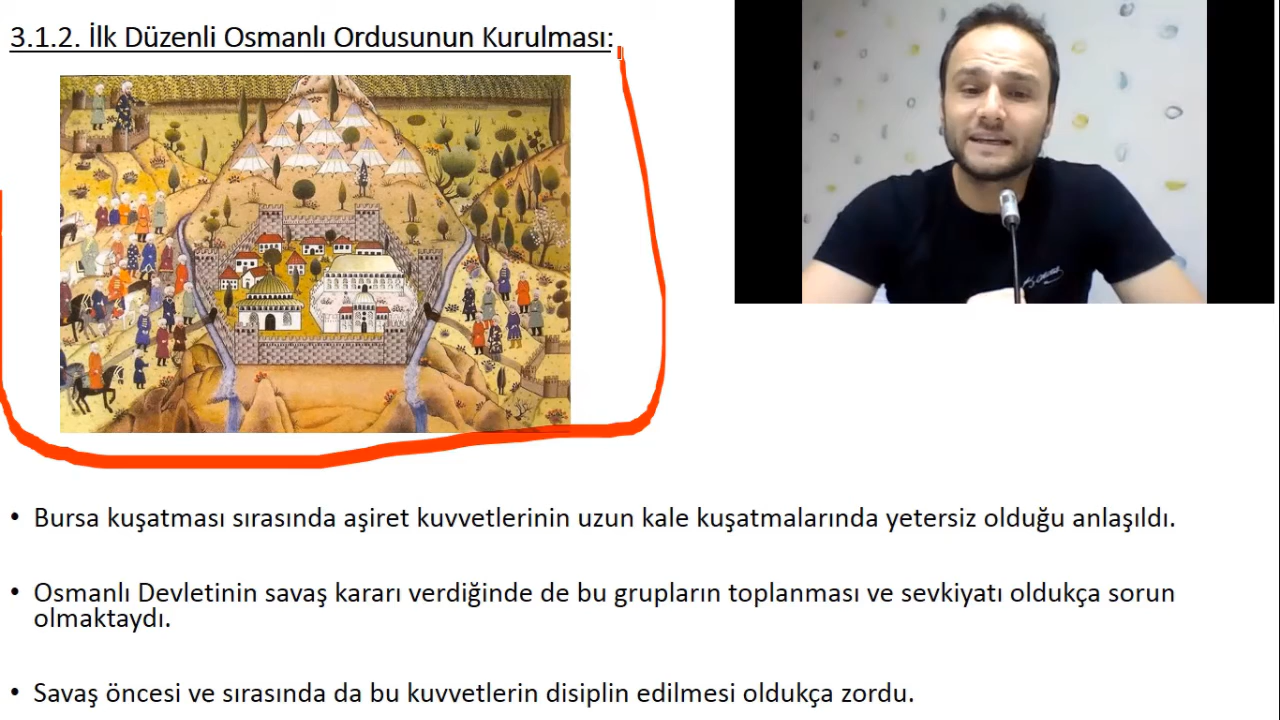 3.1.2. İlk Düzenli Osmanlı Ordusunun Kurulması:
• Bursa kuşatması sırasında aşiret kuvvetlerinin uzun kale kuşatmalarında yetersiz olduğu anlaşıldı.
• Osmanlı Devletinin savaş kararı verdiğinde de bu grupların toplanması ve sevkiyatı oldukça sorun
olmaktaydı.
• Savaş öncesi ve sırasında da bu kuvvetlerin disiplin edilmesi oldukça zordu.